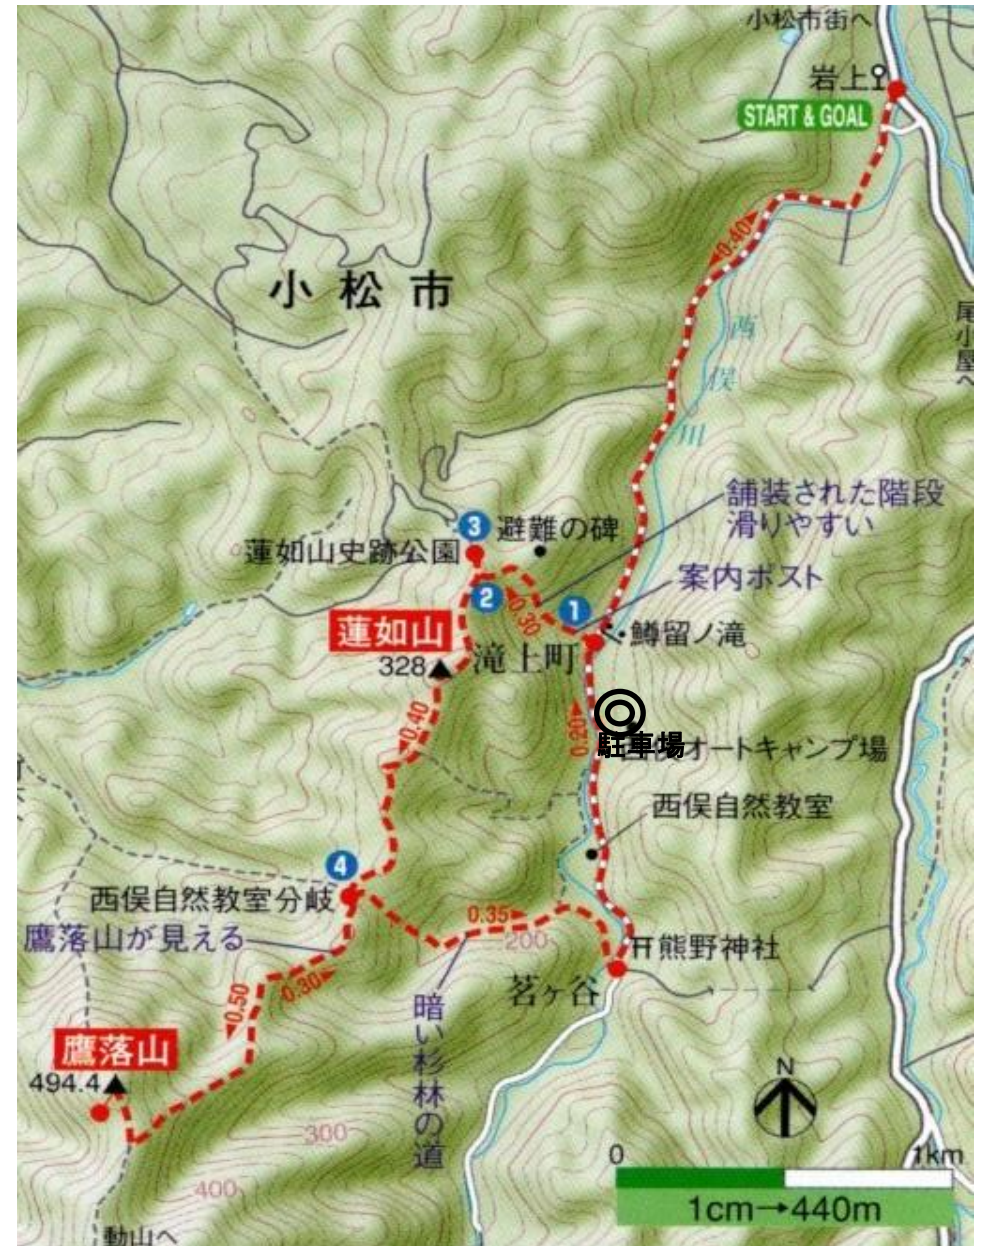 小松市街へ
岩上
START & GOAL
0.40
小松市
西俣川
尾小屋へ
舗装された階段
滑りやすい
3
避難の碑
蓮如山史跡公園
案内ポスト
2
1
0.30
鱒留ノ滝
蓮如山
滝上町
328
0.40
0.20
駐車場
オートキャンプ場
西俣自然教室
4
西俣自然教室分岐
0.35
鷹落山が見える
200
熊野神社
0.30
茗ヶ谷
0.50
暗い杉林の道
鷹落山
494.4
N
300
0
1km
400
1cm→440m
動山へ